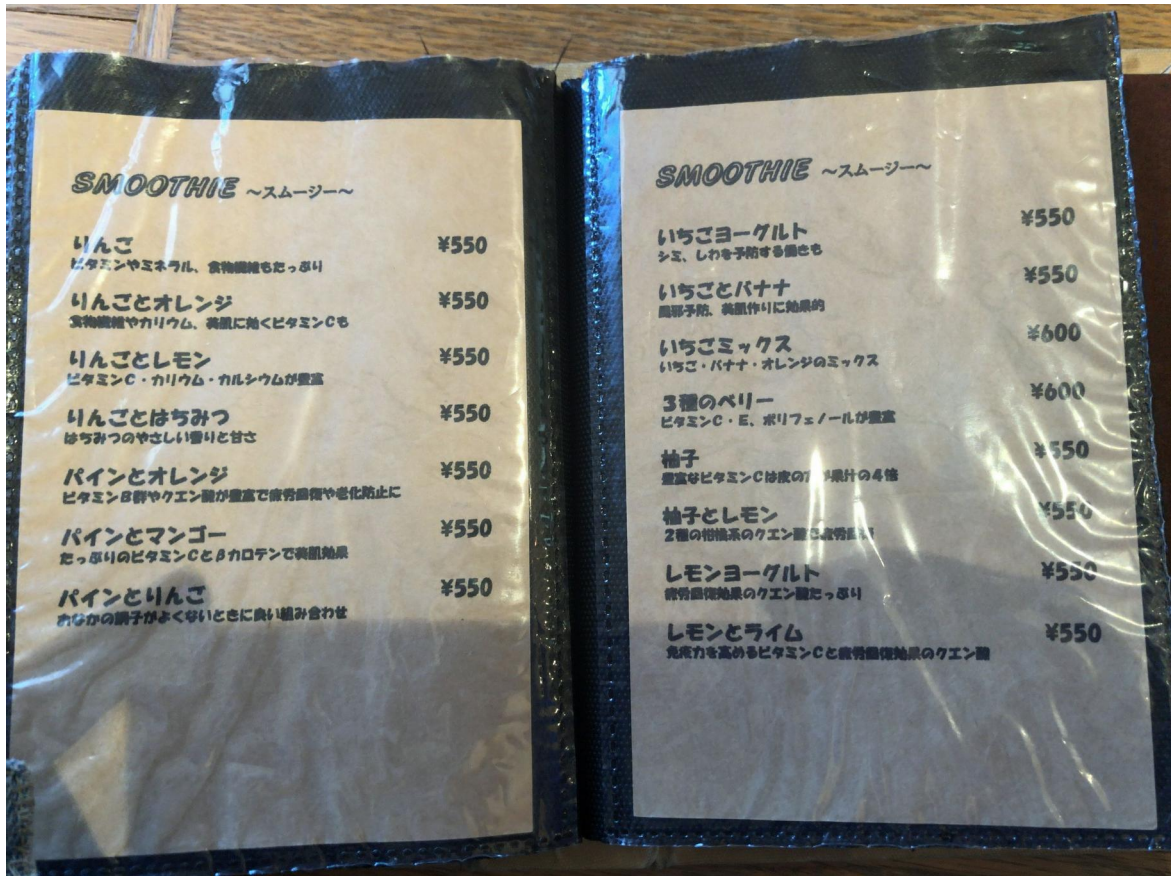 SMOOTHIE ～スムージー～
りんご ¥550
ビタミンやミネラル、食物繊維もたっぷり
りんごとオレンジ ¥550
食物繊維やカリウム、美肌に効くビタミンCも
りんごとレモン ¥550
ビタミンC・カリウム・カルシウムが豊富
りんごとはちみつ ¥550
はちみつのやさしい香りと甘さ
パインとオレンジ ¥550
ビタミンB群やクエン酸が豊富で疲労回復や老化防止に
パインとマンゴー ¥550
たっぷりのビタミンCとβカロテンで美肌効果
パインとりんご ¥550
おなかの調子がよくないときに良い組み合わせ
SMOOTHIE ～スムージー～
いちごヨーグルト ¥550
シミ、しわを予防する働きも
いちごとバナナ ¥550
風邪予防、美肌作りに効果的
いちごミックス ¥600
いちご・バナナ・オレンジのミックス
3種のベリー ¥600
ビタミンC・E、ポリフェノールが豊富
柚子 ¥550
豊富なビタミンCは皮の方が果汁の4倍
柚子とレモン ¥550
2種の柑橘系のクエン酸で疲労回復
レモンヨーグルト ¥550
疲労回復効果のクエン酸たっぷり
レモンとライム ¥550
免疫力を高めるビタミンCと疲労回復効果のクエン酸